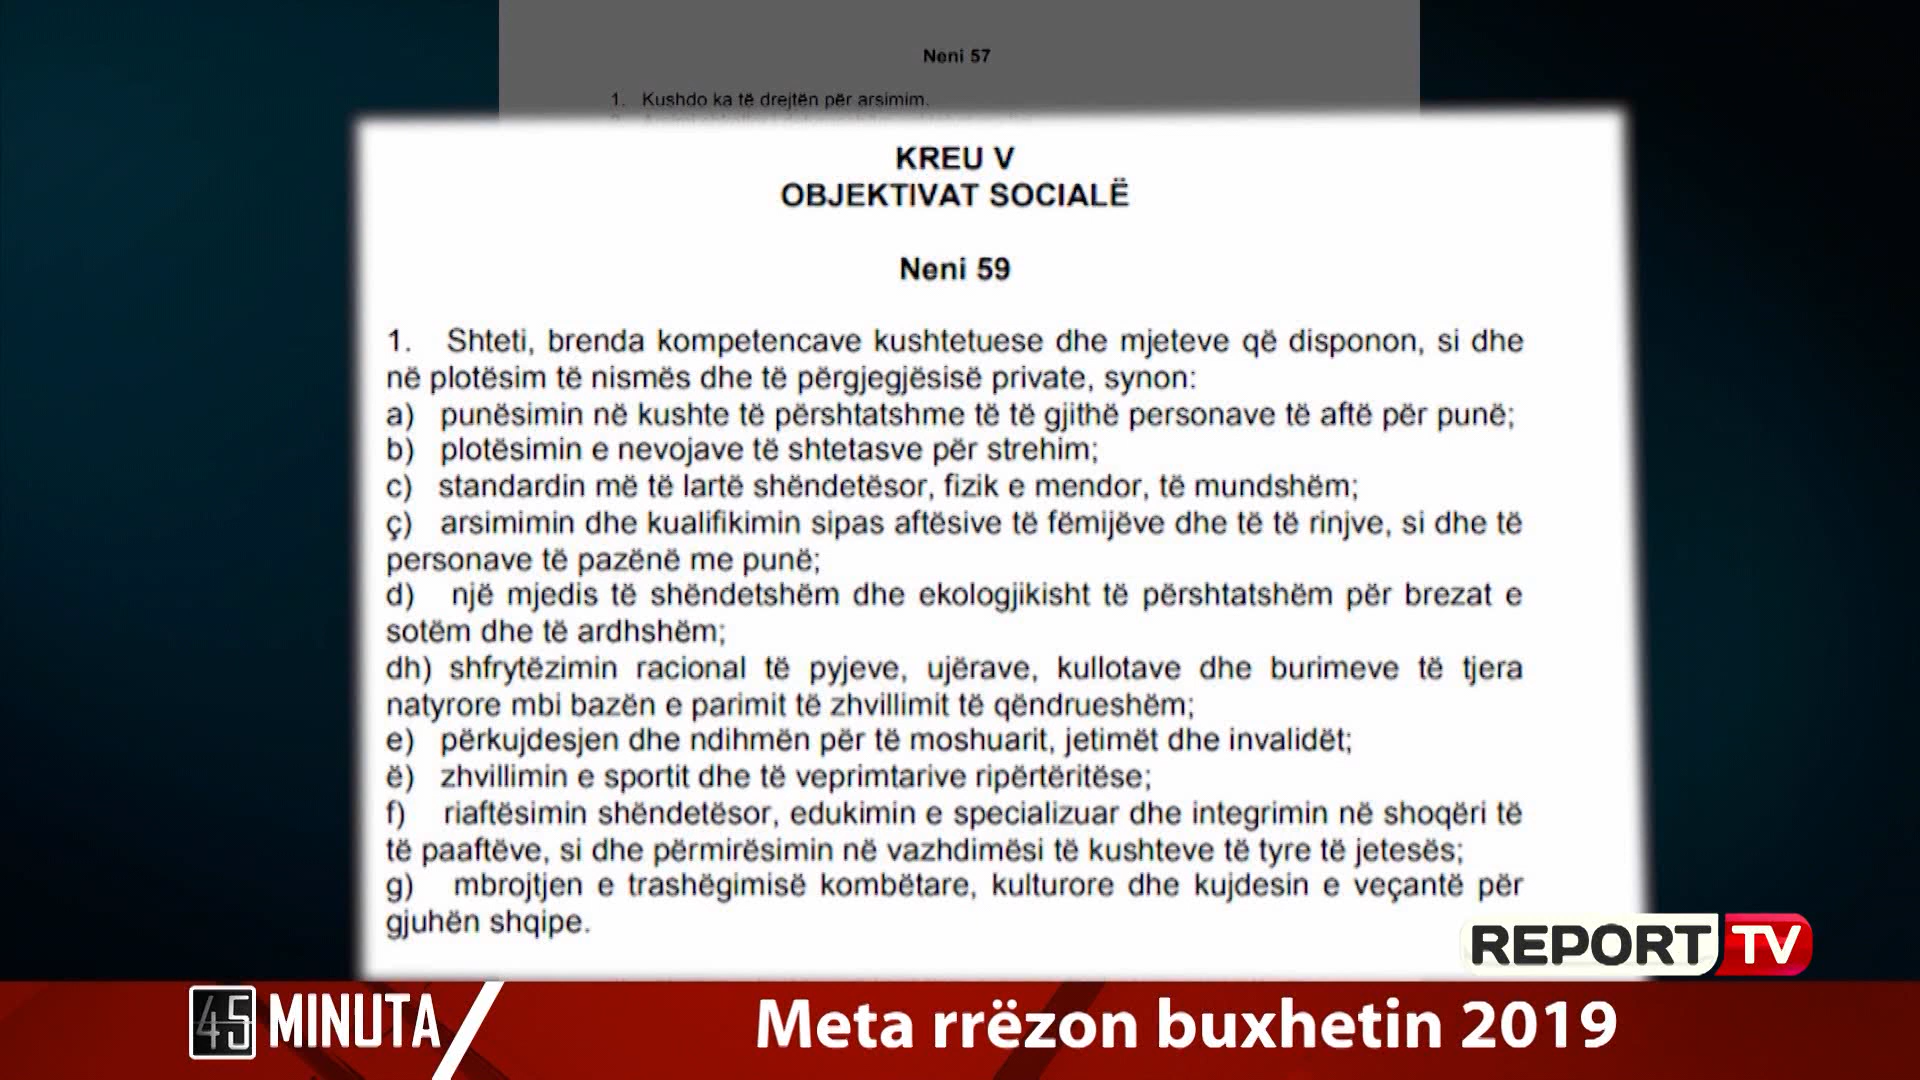 Neni 57
1. Kushdo ka të drejtën për arsimim.
KREU V
OBJEKTIVAT SOCIALË
Neni 59
1. Shteti, brenda kompetencave kushtetuese dhe mjeteve që disponon, si dhe
në plotësim të nismës dhe të përgjegjësisë private, synon:
a) punësimin në kushte të përshtatshme të të gjithë personave të aftë për punë;
b) plotësimin e nevojave të shtetasve për strehim;
c) standardin më të lartë shëndetësor, fizik e mendor, të mundshëm;
ç) arsimimin dhe kualifikimin sipas aftësive të fëmijëve dhe të të rinjve, si dhe të
personave të pazënë me punë;
d) një mjedis të shëndetshëm dhe ekologjikisht të përshtatshëm për brezat e
sotëm dhe të ardhshëm;
dh) shfrytëzimin racional të pyjeve, ujërave, kullotave dhe burimeve të tjera
natyrore mbi bazën e parimit të zhvillimit të qëndrueshëm;
e) përkujdesjen dhe ndihmën për të moshuarit, jetimët dhe invalidët;
ë) zhvillimin e sportit dhe të veprimtarive ripërtëritëse;
f) riaftësimin shëndetësor, edukimin e specializuar dhe integrimin në shoqëri të
të paaftëve, si dhe përmirësimin në vazhdimësi të kushteve të tyre të jetesës;
g) mbrojtjen e trashëgimisë kombëtare, kulturore dhe kujdesin e veçantë për
gjuhën shqipe.
REPORT TV
45 MINUTA
Meta rrëzon buxhetin 2019